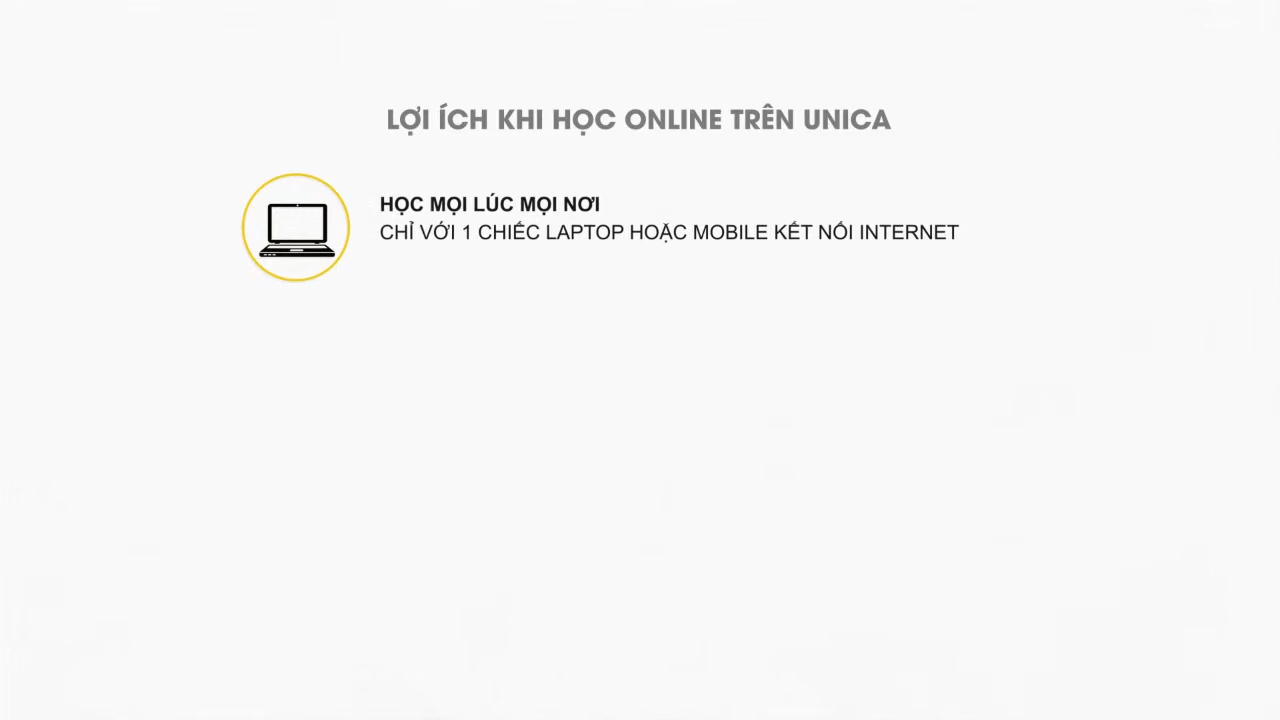 LỢI ÍCH KHI HỌC ONLINE TRÊN UNICA
HỌC MỌI LÚC MỌI NƠI
CHỈ VỚI 1 CHIẾC LAPTOP HOẶC MOBILE KẾT NỐI INTERNET